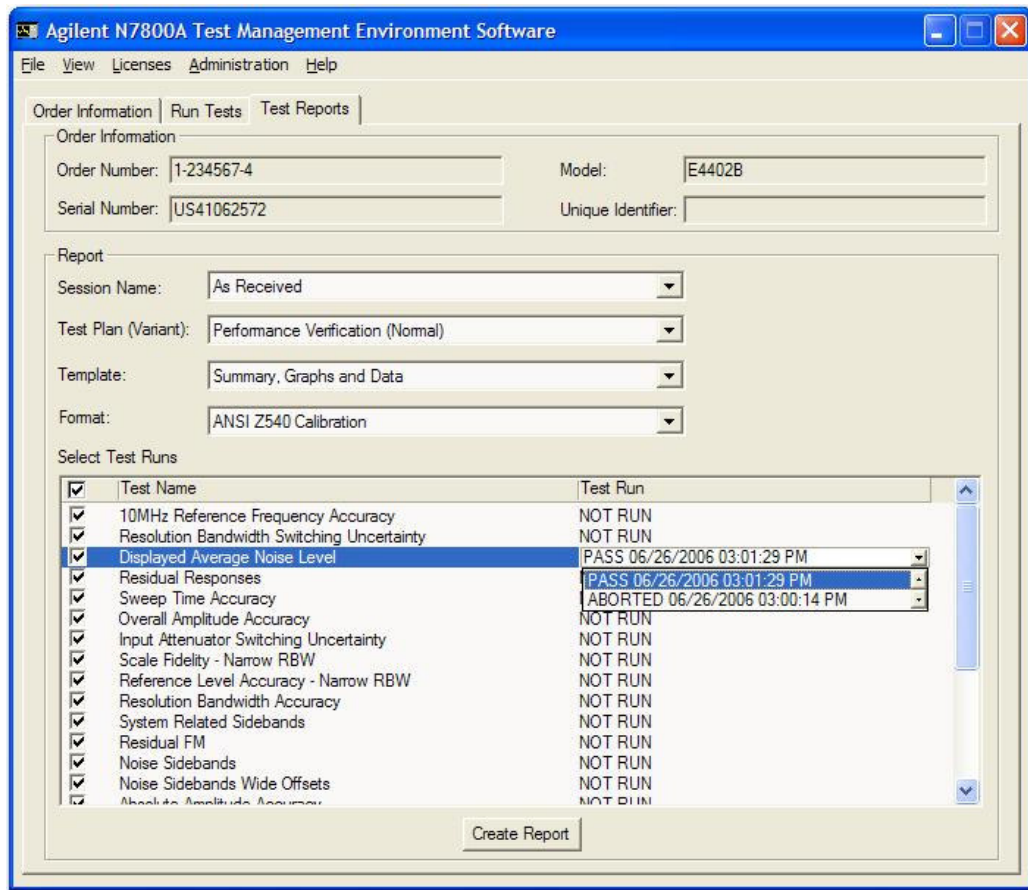 Agilent N7800A Test Management Environment Software
File View Licenses Administration Help
Order Information Run Tests Test Reports
Order Information
Order Number: 1-234567-4 Model: E4402B
Serial Number: US41062572 Unique Identifier:
Report
Session Name: As Received
Test Plan (Variant): Performance Verification (Normal)
Template: Summary, Graphs and Data
Format: ANSI Z540 Calibration
Select Test Runs
Test Name Test Run
10MHz Reference Frequency Accuracy NOT RUN
Resolution Bandwidth Switching Uncertainty NOT RUN
Displayed Average Noise Level PASS 06/26/2006 03:01:29 PM
Residual Responses PASS 06/26/2006 03:01:29 PM
Sweep Time Accuracy ABORTED 06/26/2006 03:00:14 PM
Overall Amplitude Accuracy NOT RUN
Input Attenuator Switching Uncertainty NOT RUN
Scale Fidelity - Narrow RBW NOT RUN
Reference Level Accuracy - Narrow RBW NOT RUN
Resolution Bandwidth Accuracy NOT RUN
System Related Sidebands NOT RUN
Residual FM NOT RUN
Noise Sidebands NOT RUN
Noise Sidebands Wide Offsets NOT RUN
Absolute Amplitude Accuracy NOT RUN
Create Report